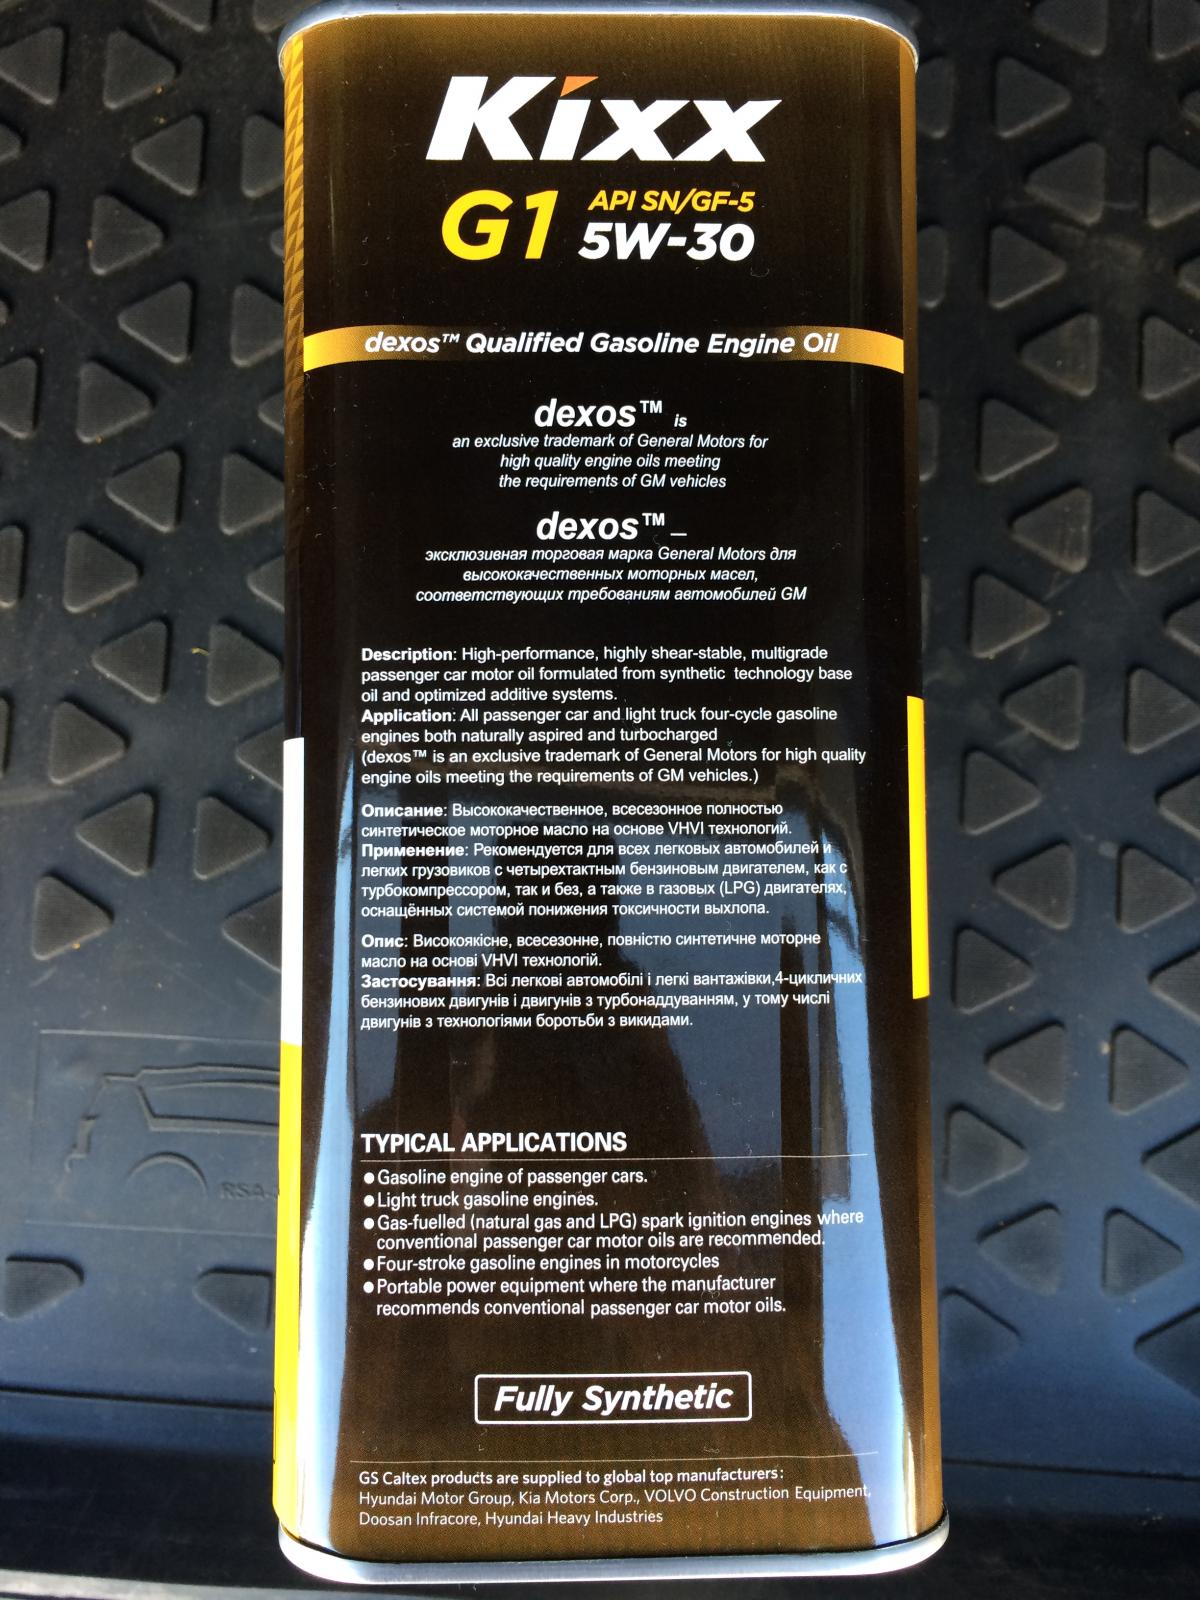 Kixx
G1 API SN/GF-5
5W-30
dexos™ Qualified Gasoline Engine Oil
dexos™ is
an exclusive trademark of General Motors for
high quality engine oils meeting
the requirements of GM vehicles
dexos™ –
эксклюзивная торговая марка General Motors для
высококачественных моторных масел,
соответствующих требованиям автомобилей GM
Description: High-performance, highly shear-stable, multigrade
passenger car motor oil formulated from synthetic technology base
oil and optimized additive systems.
Application: All passenger car and light truck four-cycle gasoline
engines both naturally aspired and turbocharged
(dexos™ is an exclusive trademark of General Motors for high quality
engine oils meeting the requirements of GM vehicles.)
Описание: Высококачественное, всесезонное полностью
синтетическое моторное масло на основе VHVI технологий.
Применение: Рекомендуется для всех легковых автомобилей и
легких грузовиков с четырехтактным бензиновым двигателем, как с
турбокомпрессором, так и без, а также в газовых (LPG) двигателях,
оснащённых системой понижения токсичности выхлопа.
Опис: Високоякісне, всесезонне, повністю синтетичне моторне
масло на основі VHVI технологій.
Застосування: Всі легкові автомобілі і легкі вантажівки,4-цикличних
бензинових двигунів і двигунів з турбонаддуванням, у тому числі
двигунів з технологіями боротьби з викидами.
TYPICAL APPLICATIONS
● Gasoline engine of passenger cars.
● Light truck gasoline engines.
● Gas-fuelled (natural gas and LPG) spark ignition engines where
conventional passenger car motor oils are recommended.
● Four-stroke gasoline engines in motorcycles
● Portable power equipment where the manufacturer
recommends conventional passenger car motor oils.
Fully Synthetic
GS Caltex products are supplied to global top manufacturers:
Hyundai Motor Group, Kia Motors Corp., VOLVO Construction Equipment,
Doosan Infracore, Hyundai Heavy Industries